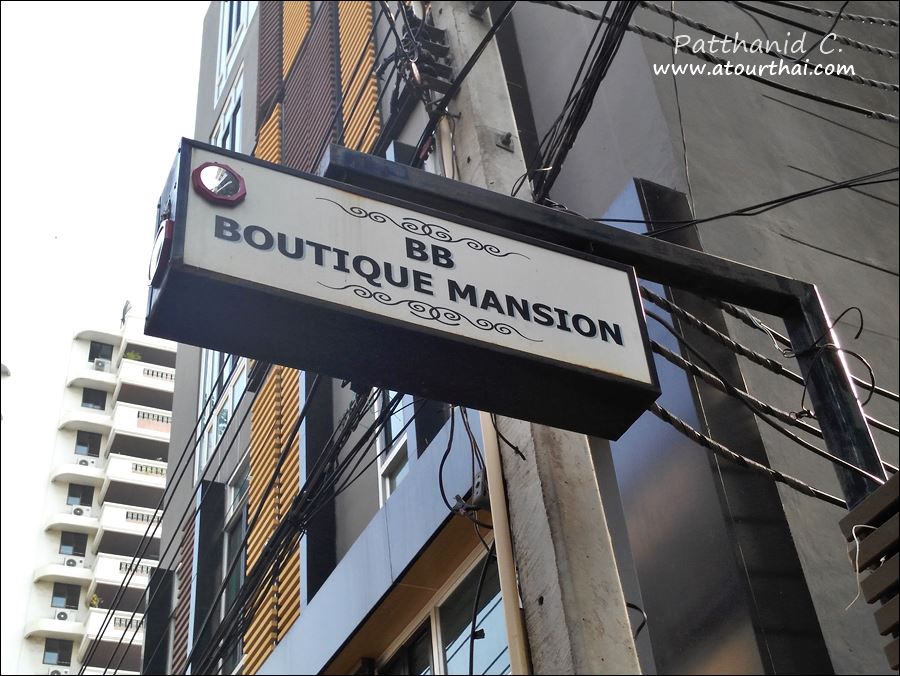 Patthanid C.
www.atourthai.com
BB
BOUTIQUE MANSION